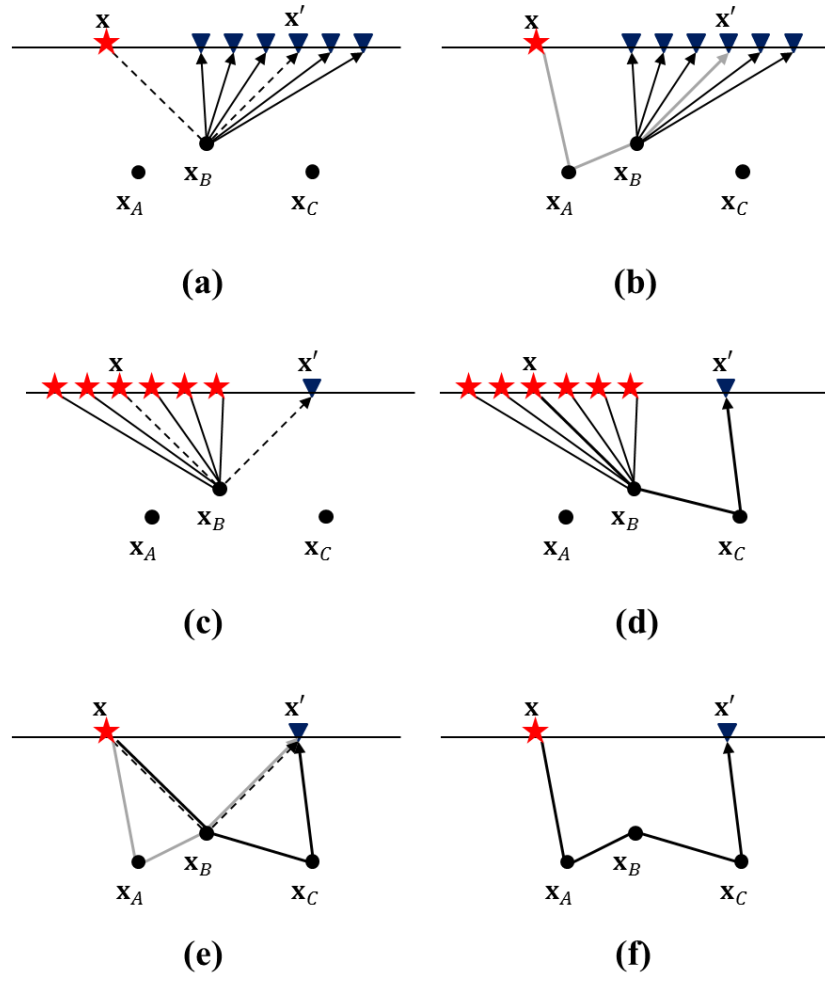 x x′
x_B
x_A x_C
(a)
x x′
x_B
x_A x_C
(b)
x x′
x_B
x_A x_C
(c)
x x′
x_B
x_A x_C
(d)
x x′
x_B
x_A x_C
(e)
x x′
x_B
x_A x_C
(f)